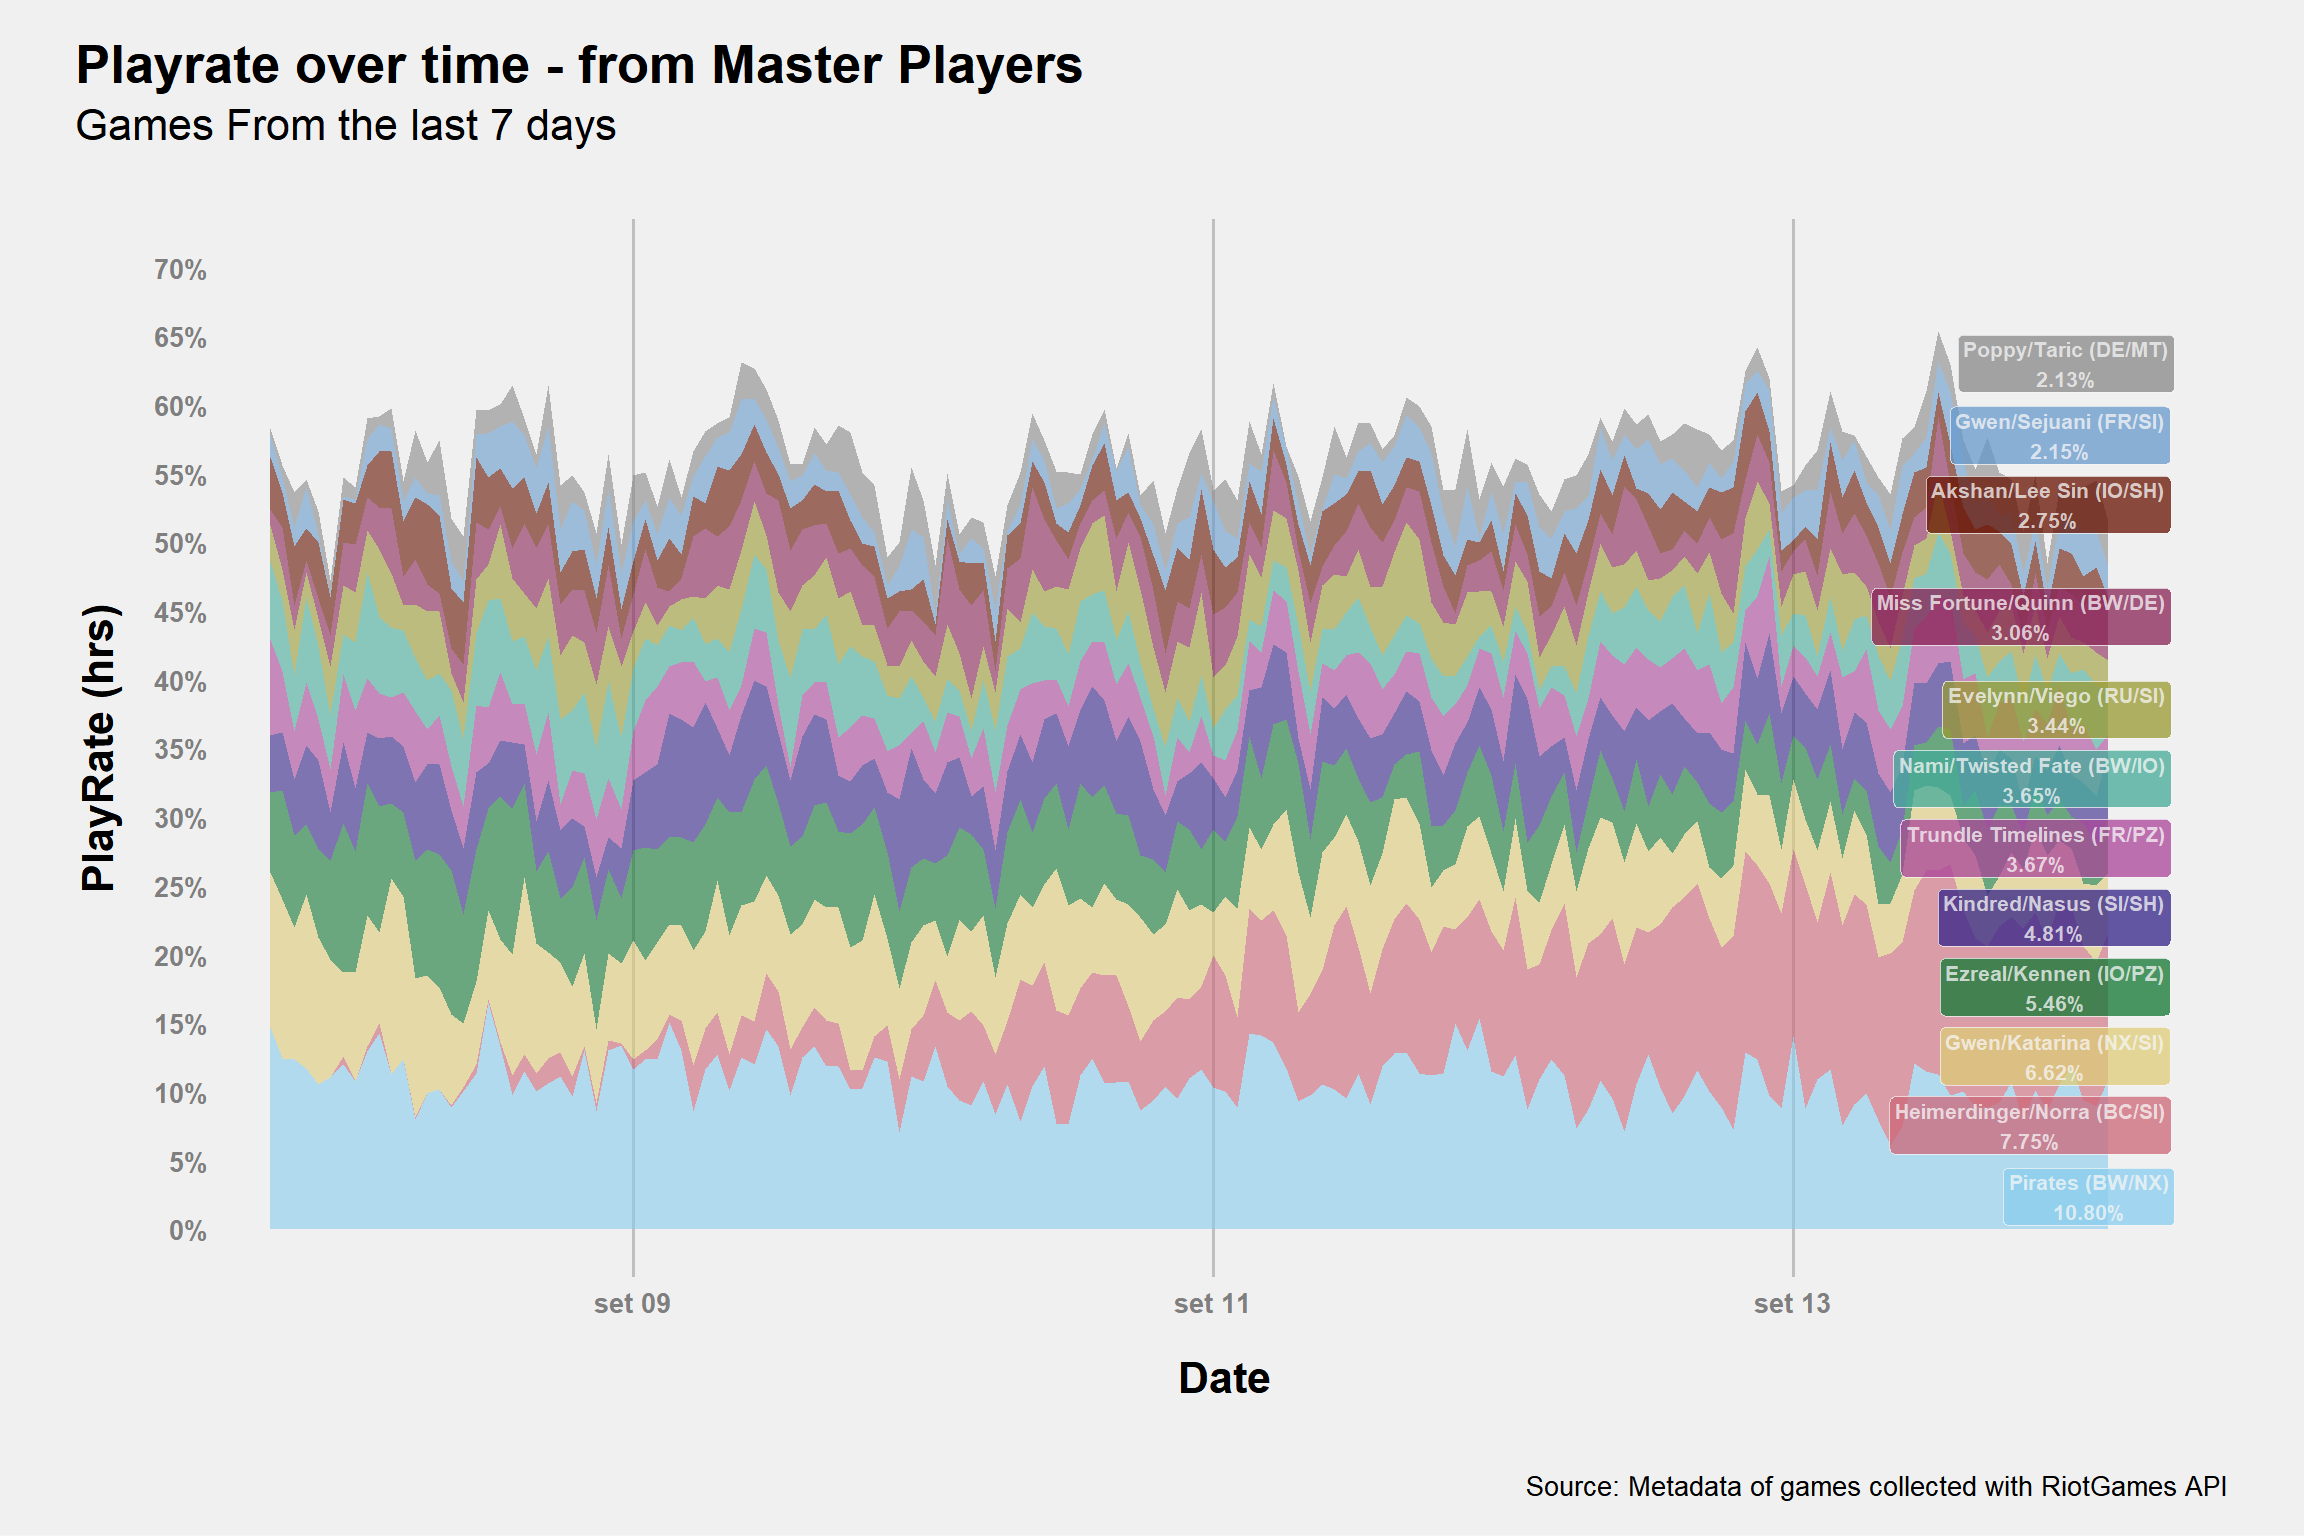 Playrate over time - from Master Players
Games From the last 7 days
PlayRate (hrs)
70%
65%
60%
55%
50%
45%
40%
35%
30%
25%
20%
15%
10%
5%
0%
Poppy/Taric (DE/MT)
2.13%
Gwen/Sejuani (FR/SI)
2.15%
Akshan/Lee Sin (IO/SH)
2.75%
Miss Fortune/Quinn (BW/DE)
3.06%
Evelynn/Viego (RU/SI)
3.44%
Nami/Twisted Fate (BW/IO)
3.65%
Trundle Timelines (FR/PZ)
3.67%
Kindred/Nasus (SI/SH)
4.81%
Ezreal/Kennen (IO/PZ)
5.46%
Gwen/Katarina (NX/SI)
6.62%
Heimerdinger/Norra (BC/SI)
7.75%
Pirates (BW/NX)
10.80%
set 09
set 11
set 13
Date
Source: Metadata of games collected with RiotGames API